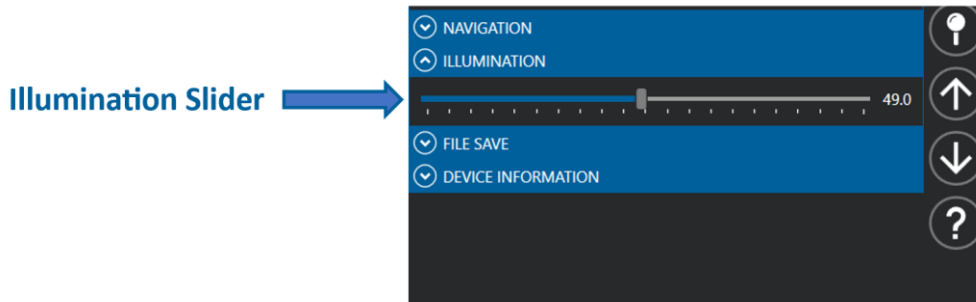 NAVIGATION
ILLUMINATION
Illumination Slider
49.0
FILE SAVE
DEVICE INFORMATION
?